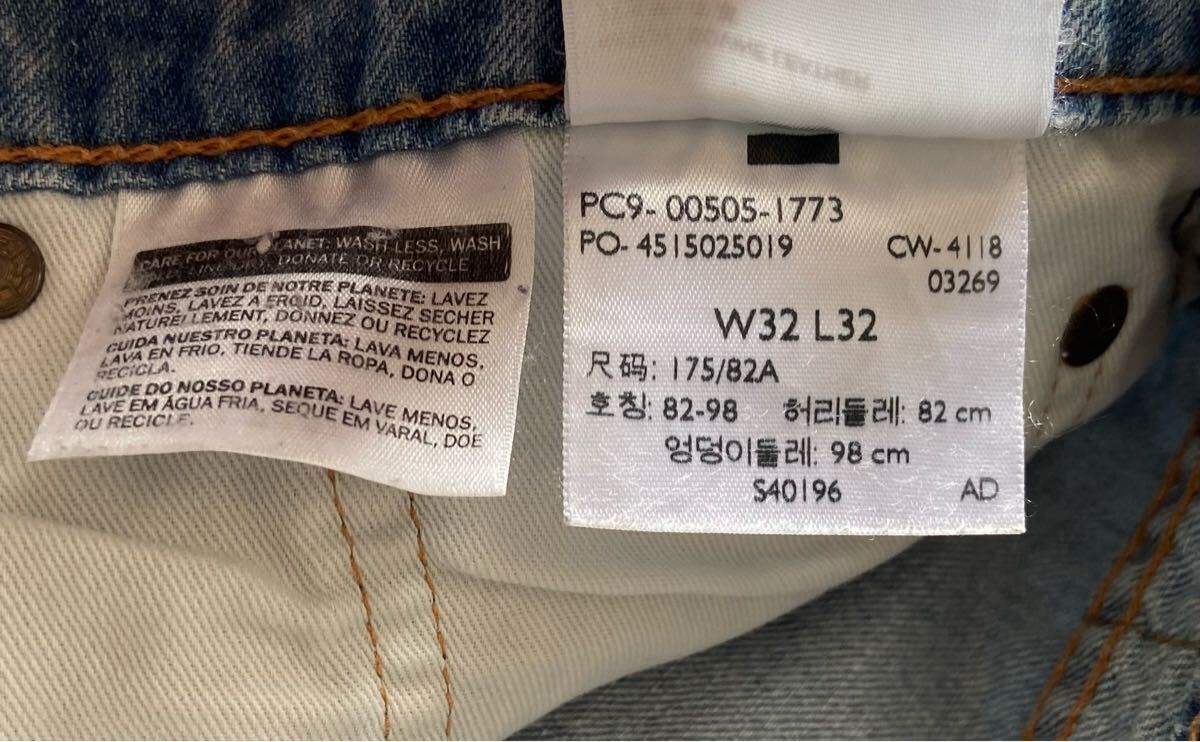 CARE FOR OUR PLANET: WASH LESS, WASH
LINE DONATE OR RECYCLE
PRENEZ SOIN DE NOTRE PLANETE: LAVEZ
MOINS, LAVEZ A FROID, LAISSEZ SECHER
NATURELLEMENT, DONNEZ OU RECYCLEZ
CUIDA NUESTRO PLANETA: LAVA MENOS,
LAVA EN FRIO, TIENDE LA ROPA, DONA O
RECICLA.
CUIDE DO NOSSO PLANETA: LAVE MENOS,
LAVE EM ÁGUA FRIA, SEQUE EM VARAL, DOE
OU RECICLE.
PC9- 00505-1773
PO- 4515025019 CW-4118
03269
W32 L32
尺码: 175/82A
호칭: 82-98 허리둘레: 82 cm
엉덩이둘레: 98 cm
S40196 AD